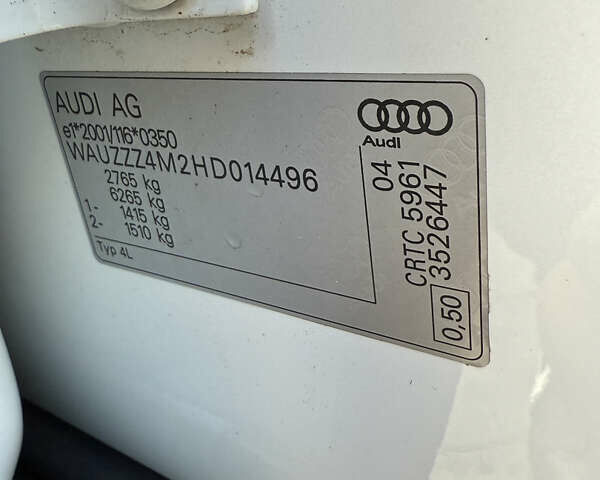 AUDI AG
e1*2001/116*0350
WAUZZZ4M2HD014496
2765 kg
6265 kg
1- 1415 kg
2- 1510 kg
Typ 4L
Audi
04
CRTC 5961
3526447
0,50